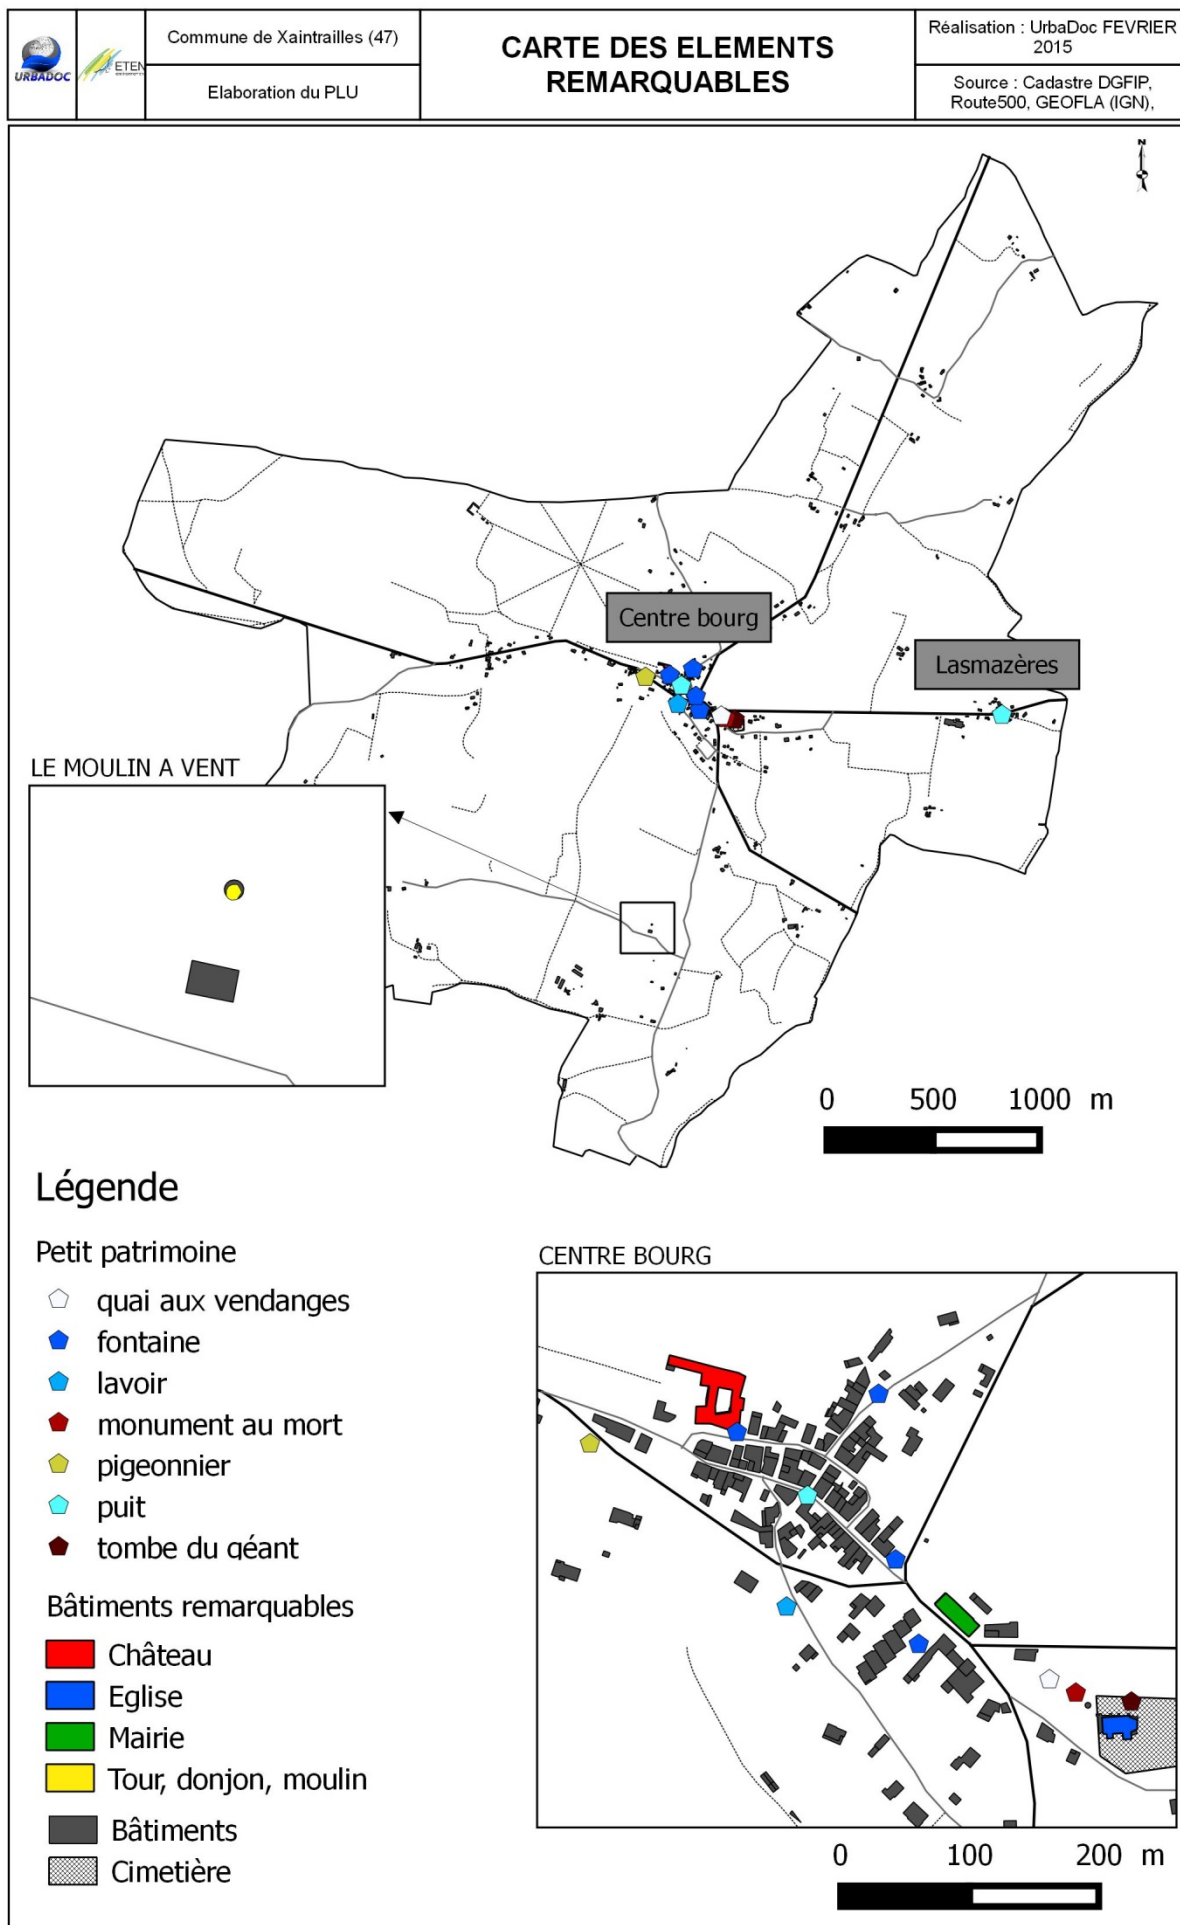 URBADOC
ETEN
Commune de Xaintrailles (47)
Elaboration du PLU
CARTE DES ELEMENTS
REMARQUABLES
Réalisation : UrbaDoc FEVRIER
2015
Source : Cadastre DGFIP,
Route500, GEOFLA (IGN),
N
Centre bourg
Lasmazères
LE MOULIN A VENT
0 500 1000 m
Légende
Petit patrimoine
quai aux vendanges
fontaine
lavoir
monument au mort
pigeonnier
puit
tombe du géant
Bâtiments remarquables
Château
Eglise
Mairie
Tour, donjon, moulin
Bâtiments
Cimetière
CENTRE BOURG
0 100 200 m